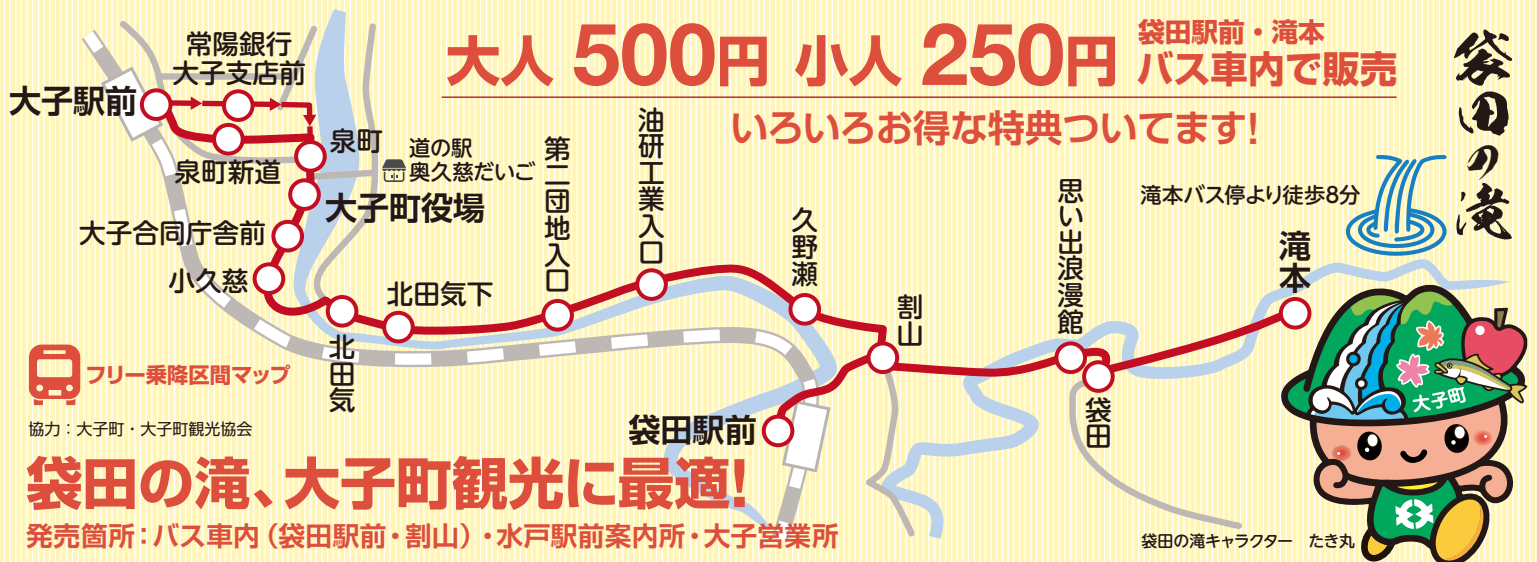 大人 500円 小人 250円
袋田駅前・滝本
バス車内で販売
いろいろお得な特典ついてます!
袋田の滝
滝本バス停より徒歩8分
常陽銀行
大子支店前
大子駅前
泉町新道
泉町
道の駅
奥久慈だいご
大子町役場
大子合同庁舎前
小久慈
北田気
北田気下
第二団地入口
油研工業入口
久野瀬
割山
袋田駅前
思い出浪漫館
袋田
滝本
大子町
フリー乗降区間マップ
協力：大子町・大子町観光協会
袋田の滝、大子町観光に最適!
発売箇所：バス車内（袋田駅前・割山）・水戸駅前案内所・大子営業所
袋田の滝キャラクター たき丸